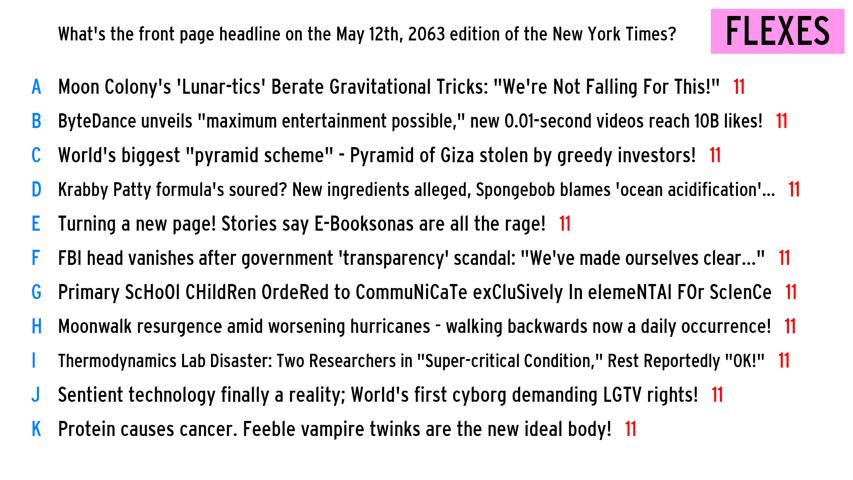 What's the front page headline on the May 12th, 2063 edition of the New York Times?
FLEXES
A Moon Colony's 'Lunar-tics' Berate Gravitational Tricks: "We're Not Falling For This!" 11
B ByteDance unveils "maximum entertainment possible," new 0.01-second videos reach 10B likes! 11
C World's biggest "pyramid scheme" - Pyramid of Giza stolen by greedy investors! 11
D Krabby Patty formula's soured? New ingredients alleged, Spongebob blames 'ocean acidification'... 11
E Turning a new page! Stories say E-Booksonas are all the rage! 11
F FBI head vanishes after government 'transparency' scandal: "We've made ourselves clear..." 11
G Primary ScHoOl CHildRen OrdeRed to CommuNiCaTe exCluSively In elemeNTAl FOr ScIenCe 11
H Moonwalk resurgence amid worsening hurricanes - walking backwards now a daily occurrence! 11
I Thermodynamics Lab Disaster: Two Researchers in "Super-critical Condition," Rest Reportedly "OK!" 11
J Sentient technology finally a reality; World's first cyborg demanding LGTV rights! 11
K Protein causes cancer. Feeble vampire twinks are the new ideal body! 11